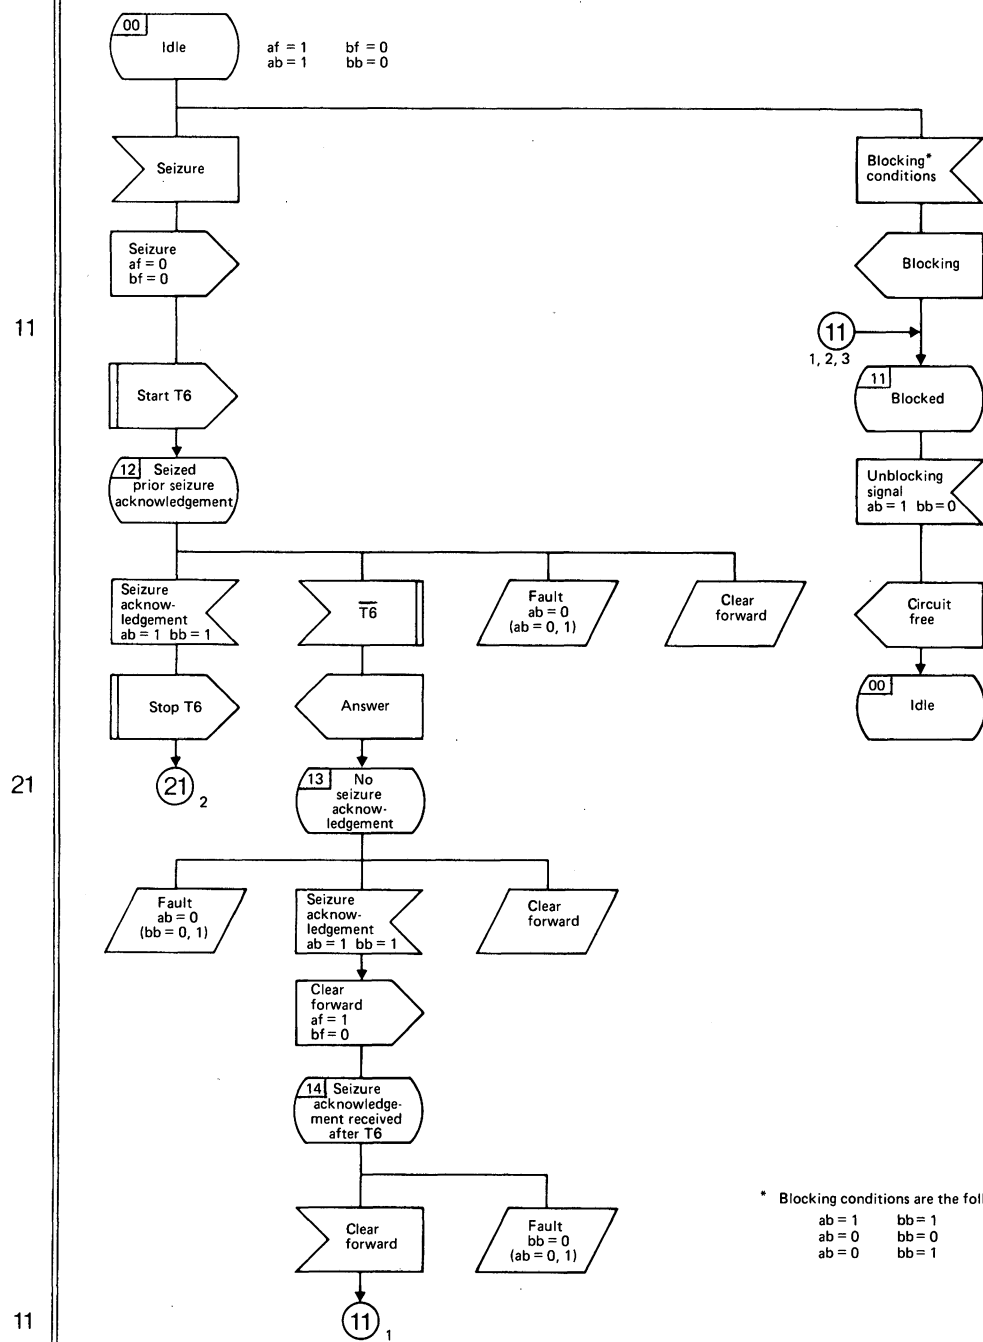 00
Idle
af = 1 bf = 0
ab = 1 bb = 0
Seizure
Blocking*
conditions
Seizure
af = 0
bf = 0
Blocking
11
11
1, 2, 3
Start T6
11
Blocked
12 Seized
prior seizure
acknowledgement
Unblocking
signal
ab = 1 bb = 0
Seizure
acknow-
ledgement
ab = 1 bb = 1
T6
Fault
ab = 0
(ab = 0, 1)
Clear
forward
Circuit
free
Stop T6
Answer
00
Idle
21
21
2
13 No
seizure
acknow-
ledgement
Fault
ab = 0
(bb = 0, 1)
Seizure
acknow-
ledgement
ab = 1 bb = 1
Clear
forward
Clear
forward
af = 1
bf = 0
14 Seizure
acknowledge-
ment received
after T6
Clear
forward
Fault
bb = 0
(ab = 0, 1)
* Blocking conditions are the foll
ab = 1 bb = 1
ab = 0 bb = 0
ab = 0 bb = 1
11
11
1